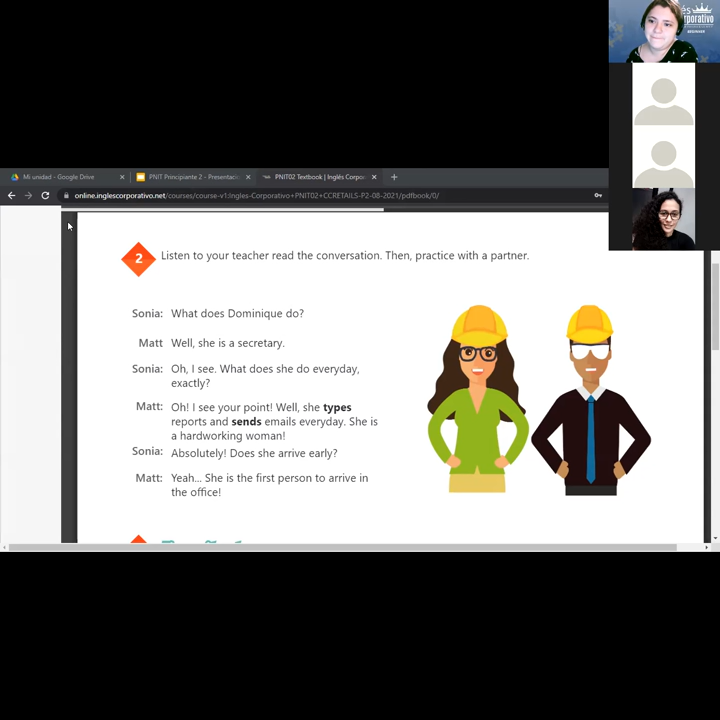 és
orporativo
BEGINNER
Mi unidad - Google Drive
PNIT Principiante 2 - Presentaci
PNIT02 Textbook | Inglés Corpo
online.inglescorporativo.net/courses/course-v1:Ingles-Corporativo+PNIT02+CCRETAILS-P2-08-2021/pdfbook/0/
2 Listen to your teacher read the conversation. Then, practice with a partner.
Sonia: What does Dominique do?
Matt Well, she is a secretary.
Sonia: Oh, I see. What does she do everyday,
exactly?
Matt: Oh! I see your point! Well, she types
reports and sends emails everyday. She is
a hardworking woman!
Sonia: Absolutely! Does she arrive early?
Matt: Yeah... She is the first person to arrive in
the office!